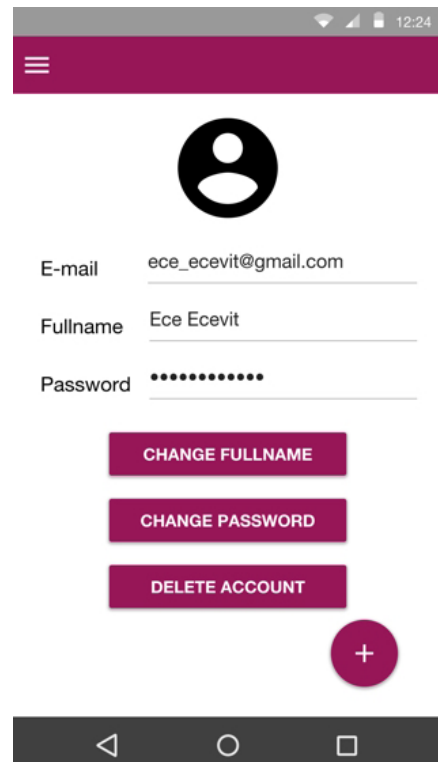 12:24
E-mail ece_ecevit@gmail.com
Fullname Ece Ecevit
Password ••••••••••••
CHANGE FULLNAME
CHANGE PASSWORD
DELETE ACCOUNT
+